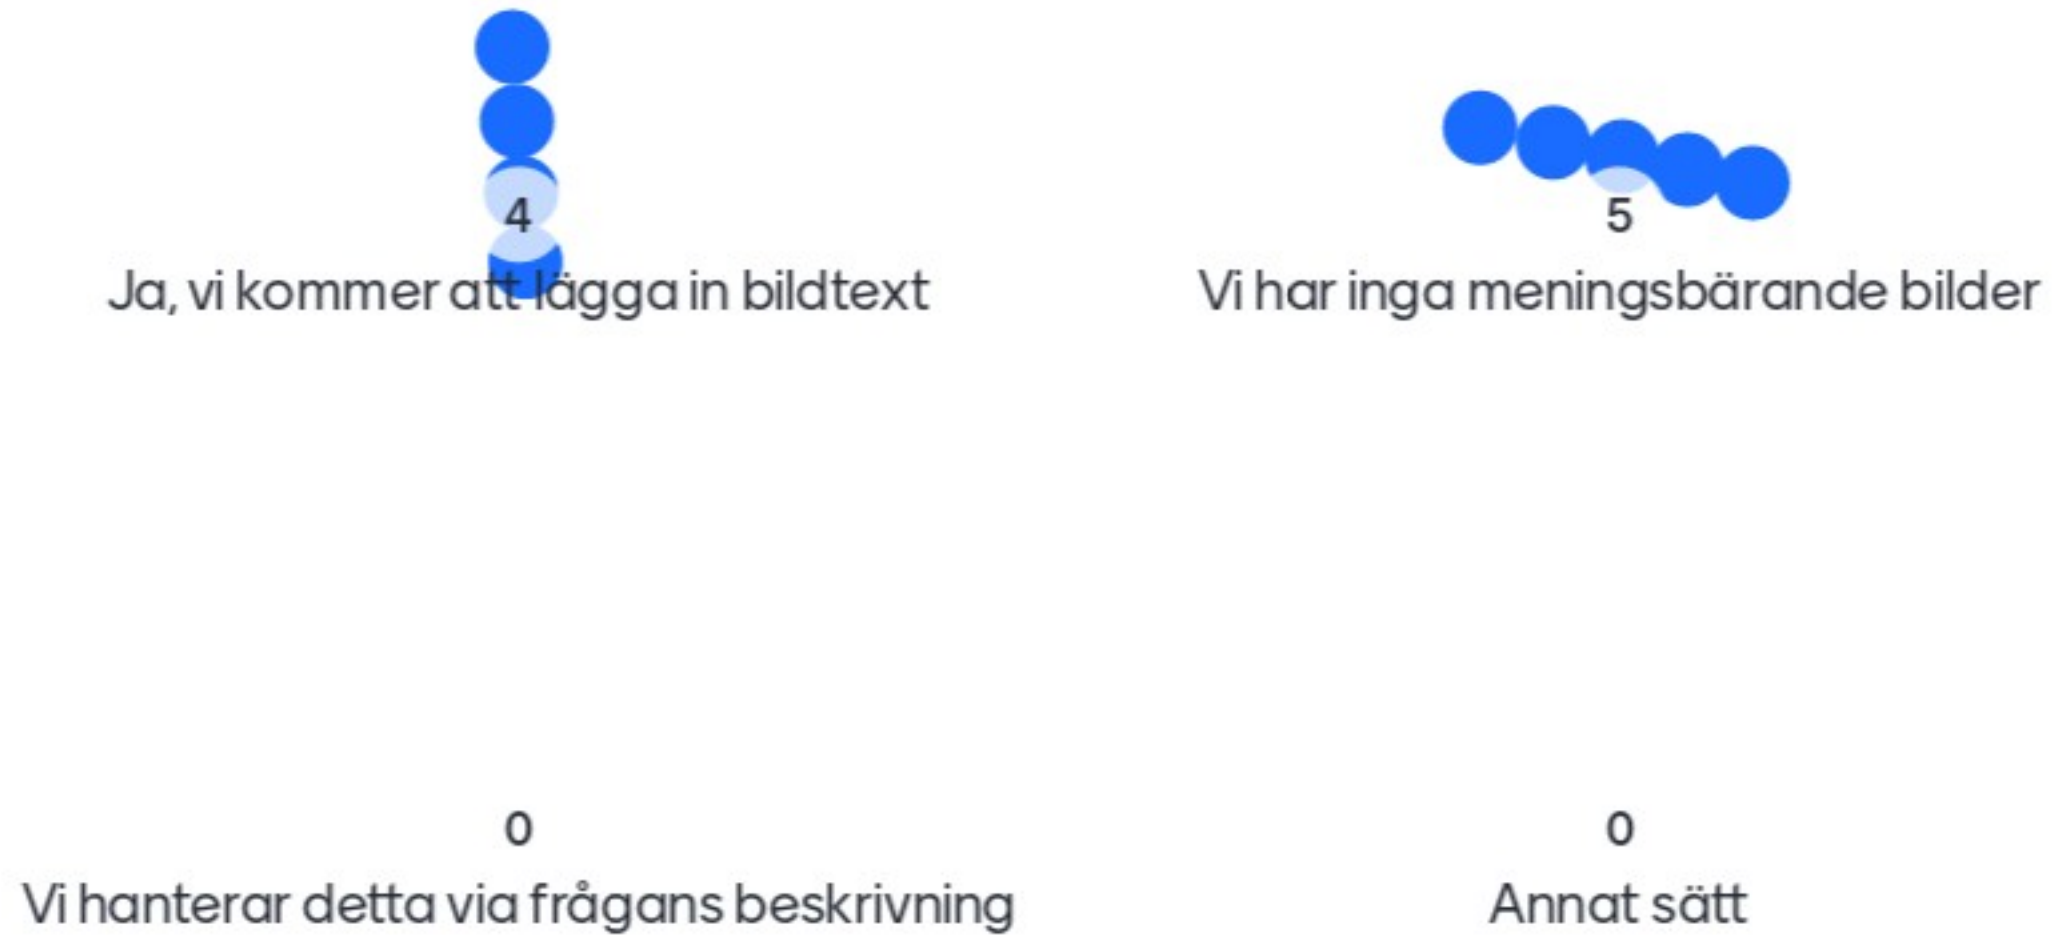 4
Ja, vi kommer att lägga in bildtext
5
Vi har inga meningsbärande bilder
0
Vi hanterar detta via frågans beskrivning
0
Annat sätt